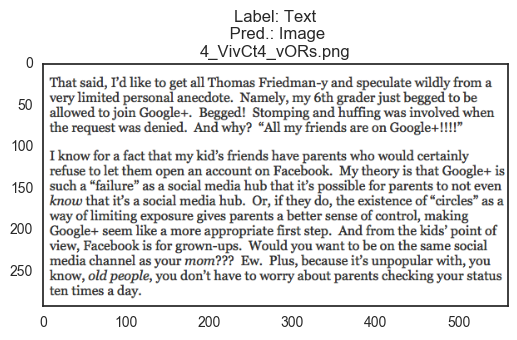 Label: Text
Pred.: Image
4_VivCt4_vORs.png
0
50
100
150
200
250
That said, I'd like to get all Thomas Friedman-y and speculate wildly from a
very limited personal anecdote.  Namely, my 6th grader just begged to be
allowed to join Google+.  Begged!  Stomping and huffing was involved when
the request was denied.  And why?  “All my friends are on Google+!!!!”
I know for a fact that my kid's friends have parents who would certainly
refuse to let them open an account on Facebook.  My theory is that Google+ is
such a “failure” as a social media hub that it's possible for parents to not even
know that it's a social media hub.  Or, if they do, the existence of “circles” as a
way of limiting exposure gives parents a better sense of control, making
Google+ seem like a more appropriate first step.  And from the kids' point of
view, Facebook is for grown-ups.  Would you want to be on the same social
media channel as your mom???  Ew.  Plus, because it's unpopular with, you
know, old people, you don't have to worry about parents checking your status
ten times a day.
0 100 200 300 400 500